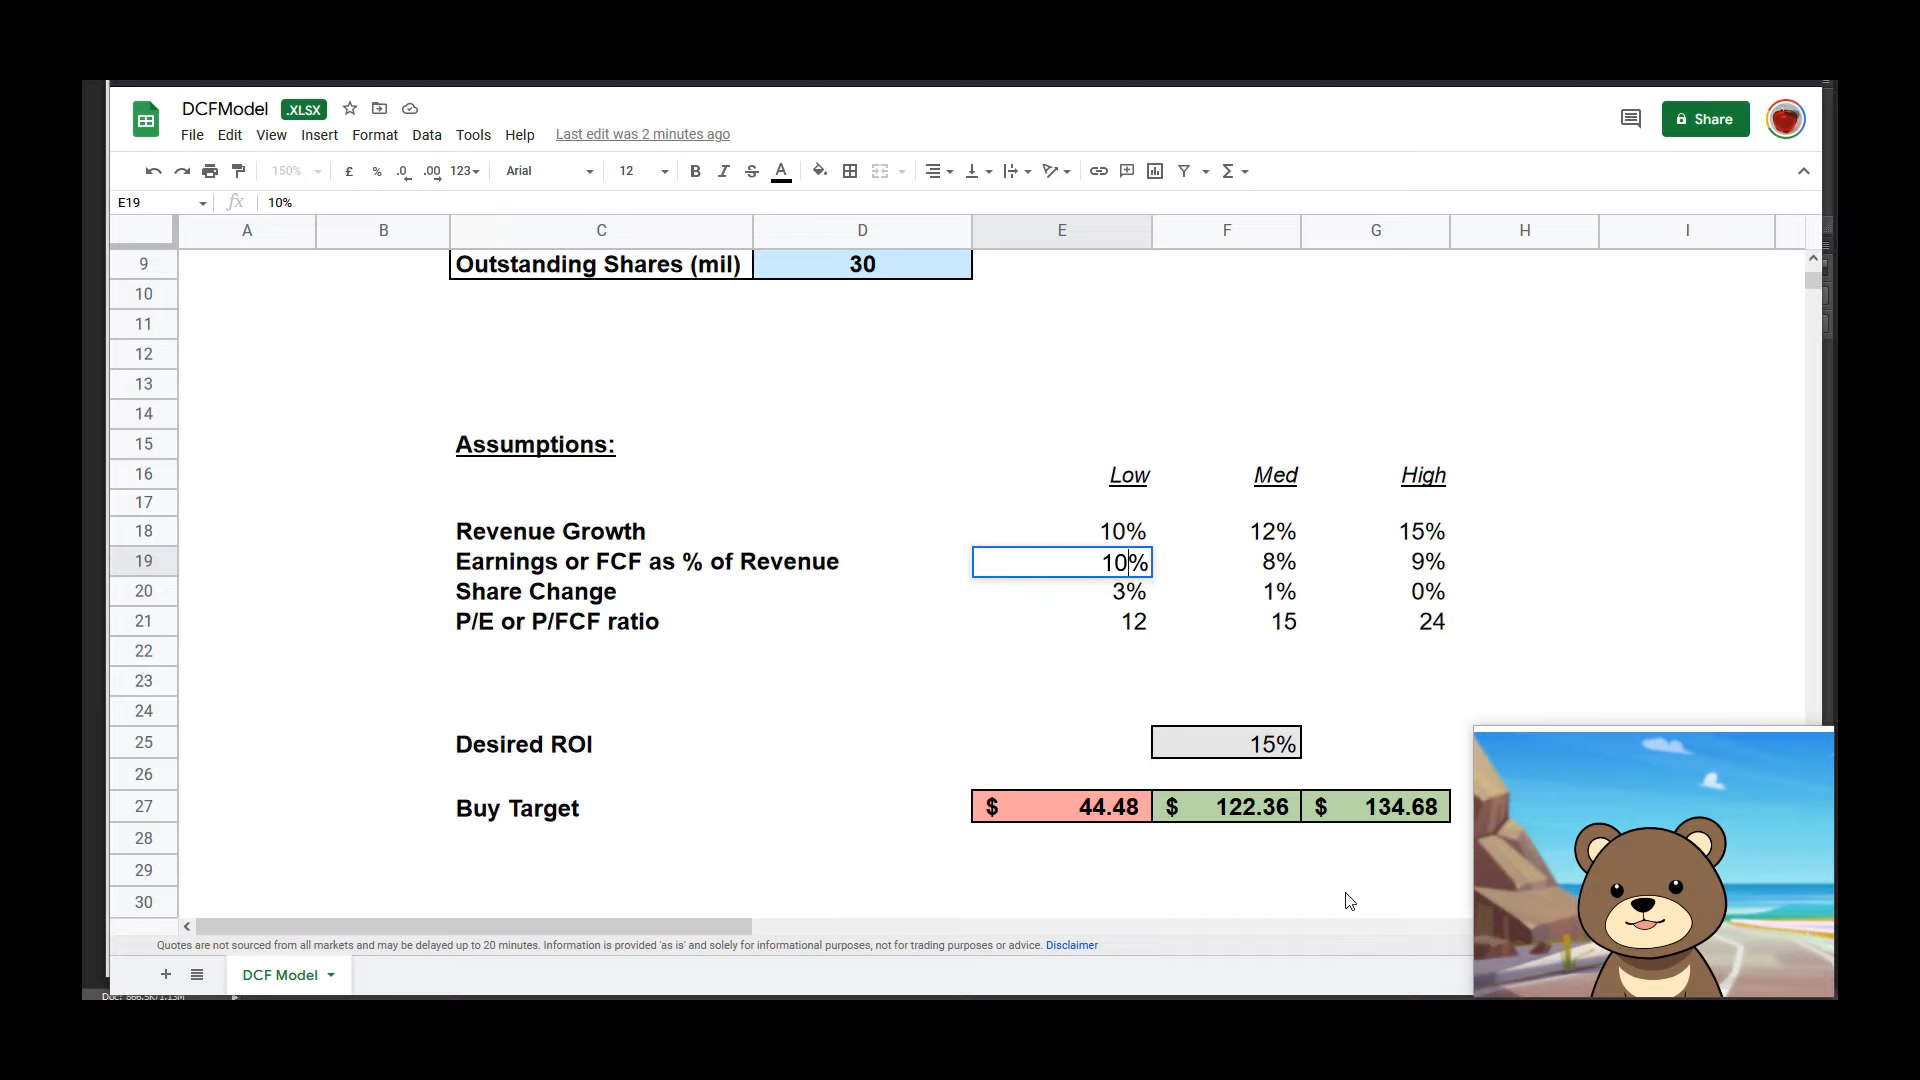 DCFModel .XLSX
File Edit View Insert Format Data Tools Help Last edit was 2 minutes ago
Share
150% £ % .0 .00 123 Arial 12 B I S A Σ
E19 fx 10%
A B C D E F G H I
9 Outstanding Shares (mil) 30
10
11
12
13
14
15 Assumptions:
16 Low Med High
17
18 Revenue Growth 10% 12% 15%
19 Earnings or FCF as % of Revenue 10% 8% 9%
20 Share Change 3% 1% 0%
21 P/E or P/FCF ratio 12 15 24
22
23
24
25 Desired ROI 15%
26
27 Buy Target $ 44.48 $ 122.36 $ 134.68
28
29
30
Quotes are not sourced from all markets and may be delayed up to 20 minutes. Information is provided 'as is' and solely for informational purposes, not for trading purposes or advice. Disclaimer
+ DCF Model